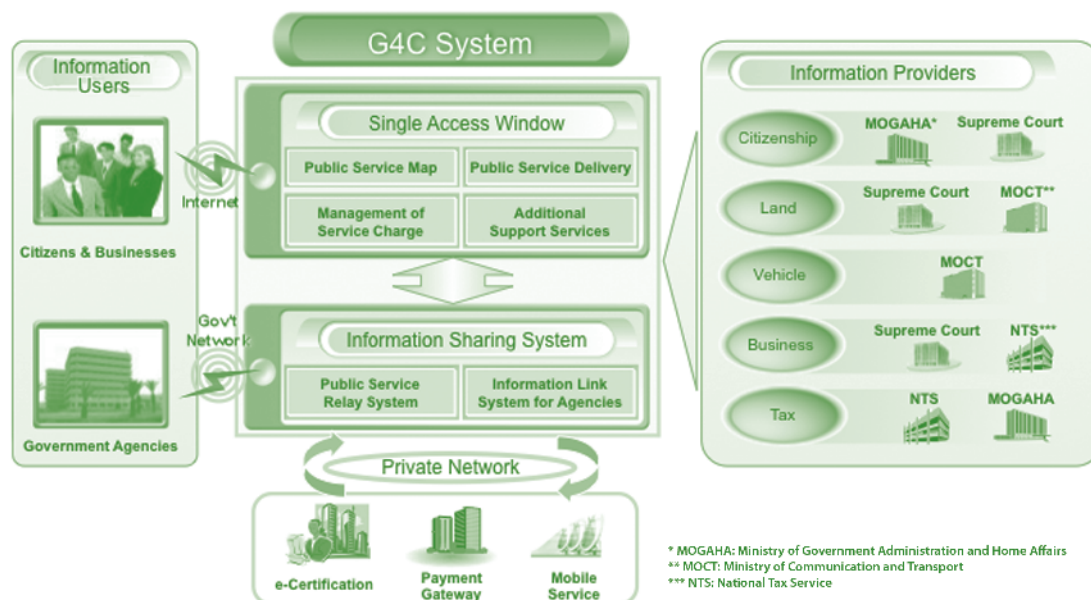 G4C System
Information
Users
Citizens & Businesses
Government Agencies
Internet
Gov't
Network
Single Access Window
Public Service Map
Public Service Delivery
Management of
Service Charge
Additional
Support Services
Information Sharing System
Public Service
Relay System
Information Link
System for Agencies
Private Network
e-Certification
Payment
Gateway
Mobile
Service
Information Providers
Citizenship
MOGAHA*
Supreme Court
Land
Supreme Court
MOCT**
Vehicle
MOCT
Business
Supreme Court
NTS***
Tax
NTS
MOGAHA
* MOGAHA: Ministry of Government Administration and Home Affairs
** MOCT: Ministry of Communication and Transport
*** NTS: National Tax Service